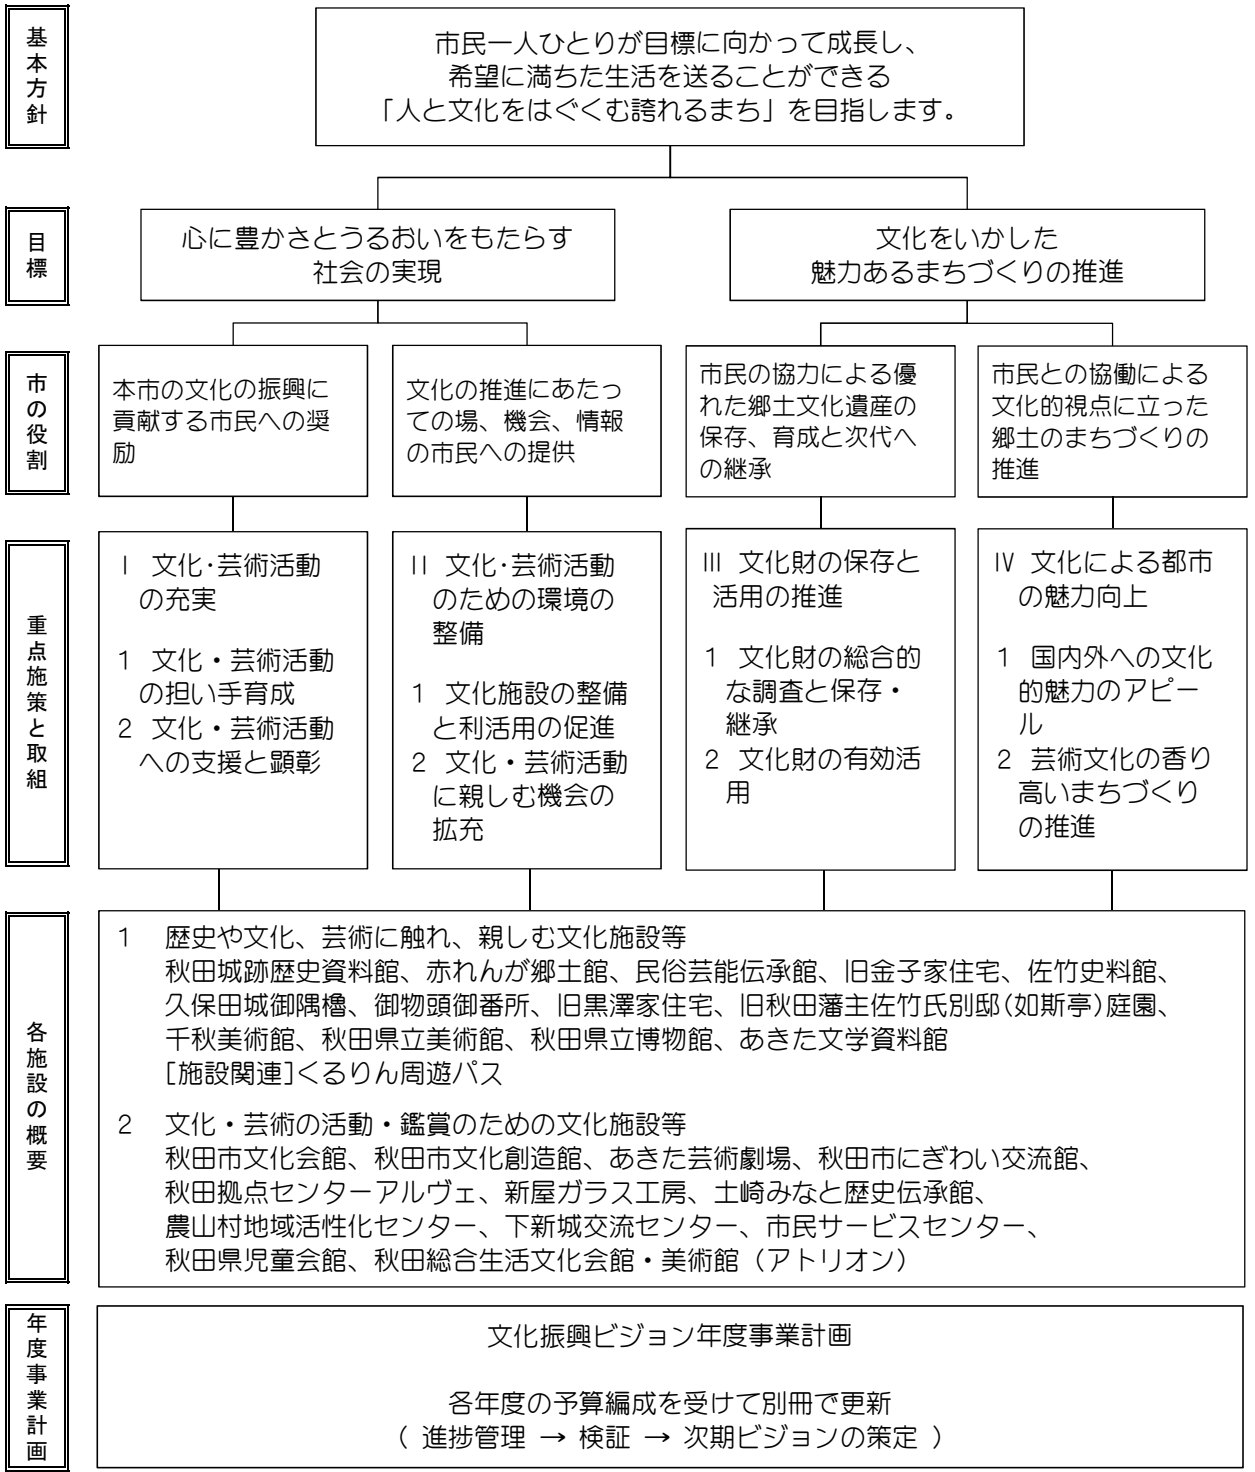 基本方針
市民一人ひとりが目標に向かって成長し、
希望に満ちた生活を送ることができる
「人と文化をはぐくむ誇れるまち」を目指します。
目標
心に豊かさとうるおいをもたらす
社会の実現
文化をいかした
魅力あるまちづくりの推進
市の役割
本市の文化の振興に
貢献する市民への奨
励
文化の推進にあたっ
ての場、機会、情報
の市民への提供
市民の協力による優
れた郷土文化遺産の
保存、育成と次代へ
の継承
市民との協働による
文化的視点に立った
郷土のまちづくりの
推進
重点施策と取組
Ⅰ 文化・芸術活動
の充実
1 文化・芸術活動
の担い手育成
2 文化・芸術活動
への支援と顕彰
Ⅱ 文化・芸術活動
のための環境の
整備
1 文化施設の整備
と利活用の促進
2 文化・芸術活動
に親しむ機会の
拡充
Ⅲ 文化財の保存と
活用の推進
1 文化財の総合的
な調査と保存・
継承
2 文化財の有効活
用
Ⅳ 文化による都市
の魅力向上
1 国内外への文化
的魅力のアピー
ル
2 芸術文化の香り
高いまちづくり
の推進
各施設の概要
1 歴史や文化、芸術に触れ、親しむ文化施設等
秋田城跡歴史資料館、赤れんが郷土館、民俗芸能伝承館、旧金子家住宅、佐竹史料館、
久保田城御隅櫓、御物頭御番所、旧黒澤家住宅、旧秋田藩主佐竹氏別邸(如斯亭)庭園、
千秋美術館、秋田県立美術館、秋田県立博物館、あきた文学資料館
[施設関連]くるりん周遊パス
2 文化・芸術の活動・鑑賞のための文化施設等
秋田市文化会館、秋田市文化創造館、あきた芸術劇場、秋田市にぎわい交流館、
秋田拠点センターアルヴェ、新屋ガラス工房、土崎みなと歴史伝承館、
農山村地域活性化センター、下新城交流センター、市民サービスセンター、
秋田県児童会館、秋田総合生活文化会館・美術館（アトリオン）
年度事業計画
文化振興ビジョン年度事業計画
各年度の予算編成を受けて別冊で更新
（ 進捗管理 → 検証 → 次期ビジョンの策定 ）